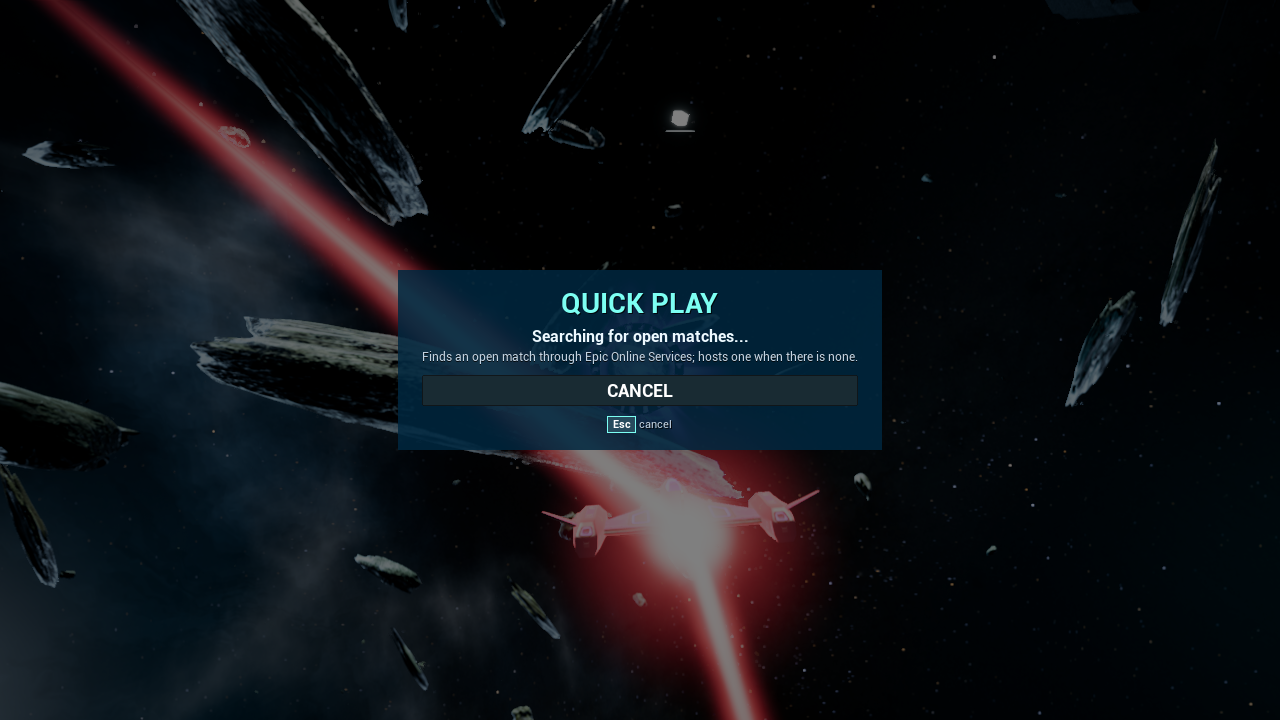 QUICK PLAY
Searching for open matches...
Finds an open match through Epic Online Services; hosts one when there is none.
CANCEL
Esc cancel